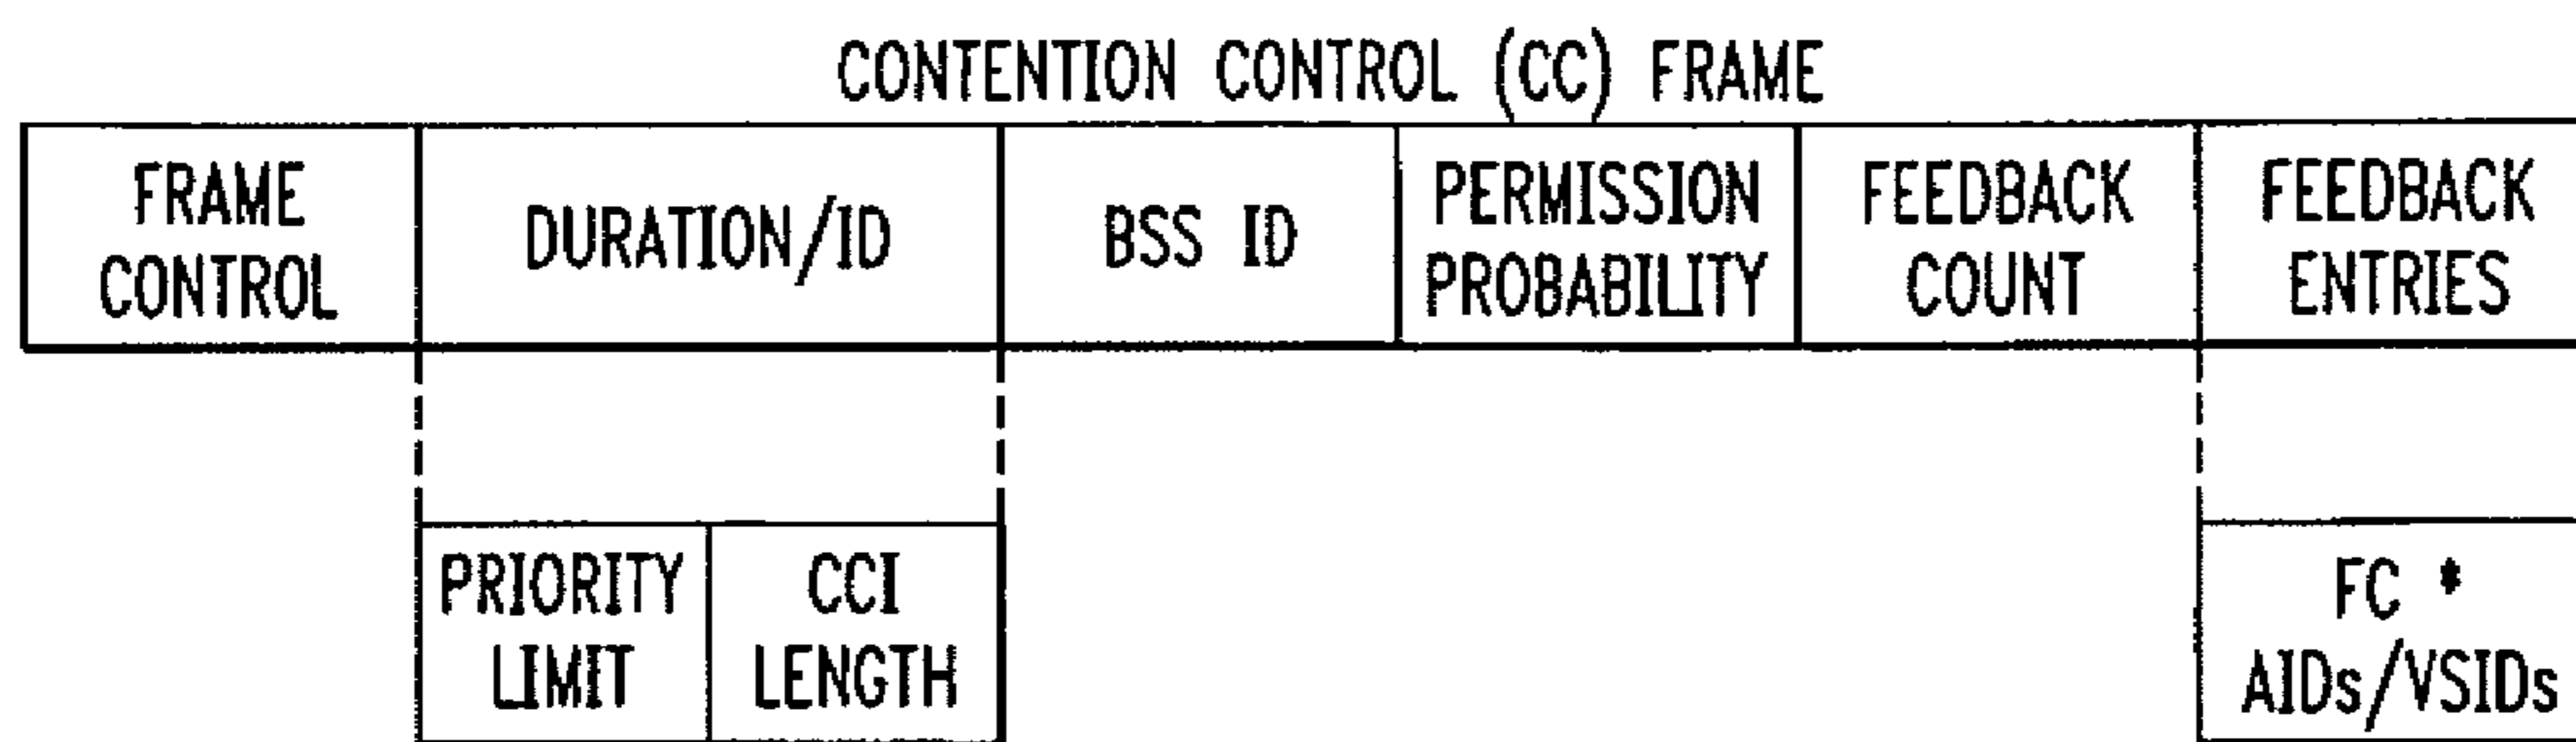 CONTENTION CONTROL (CC) FRAME
FRAME
CONTROL
DURATION/ID
BSS ID
PERMISSION
PROBABILITY
FEEDBACK
COUNT
FEEDBACK
ENTRIES
PRIORITY
LIMIT
CCI
LENGTH
FC *
AIDs/VSIDs